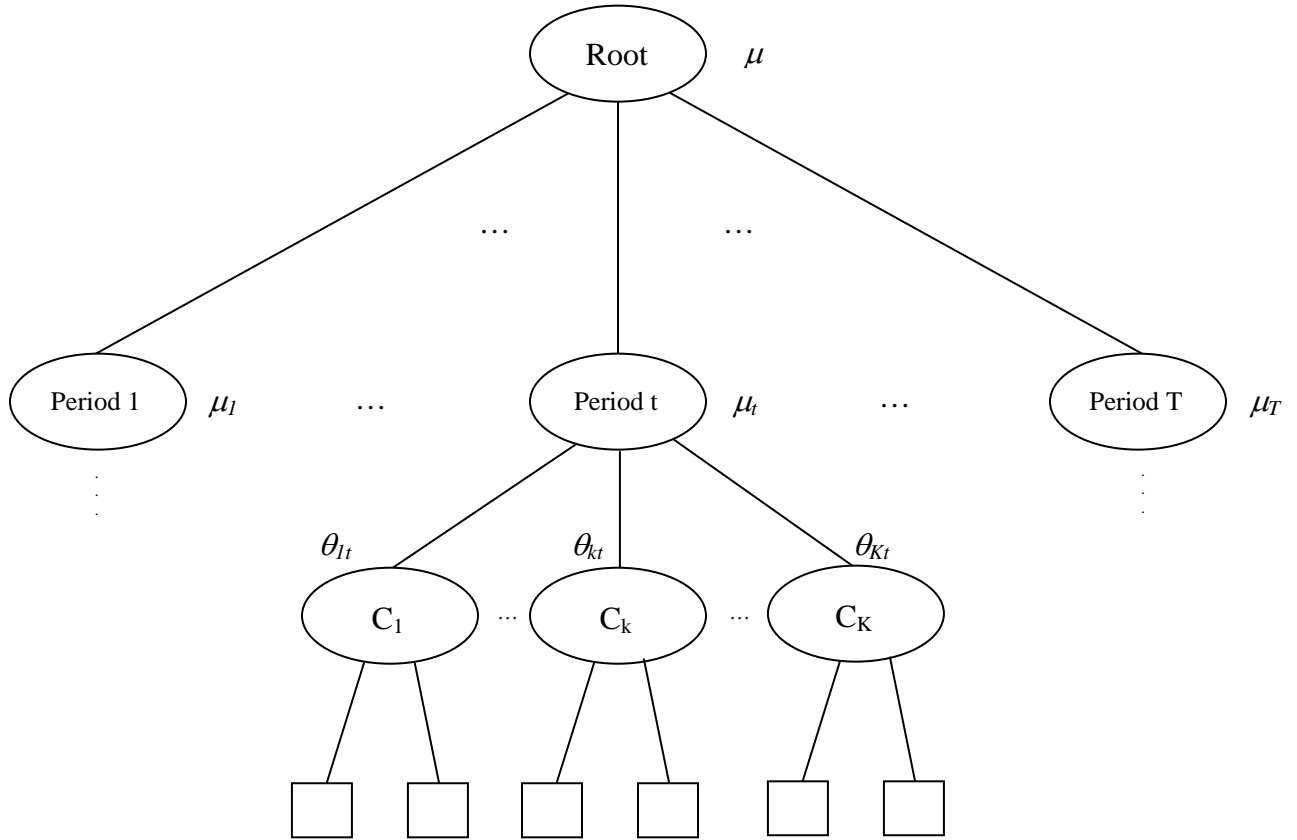 Root μ
… …
Period 1 μ1 … Period t μt … Period T μT
θ1t θkt θKt
C1 … Ck … CK